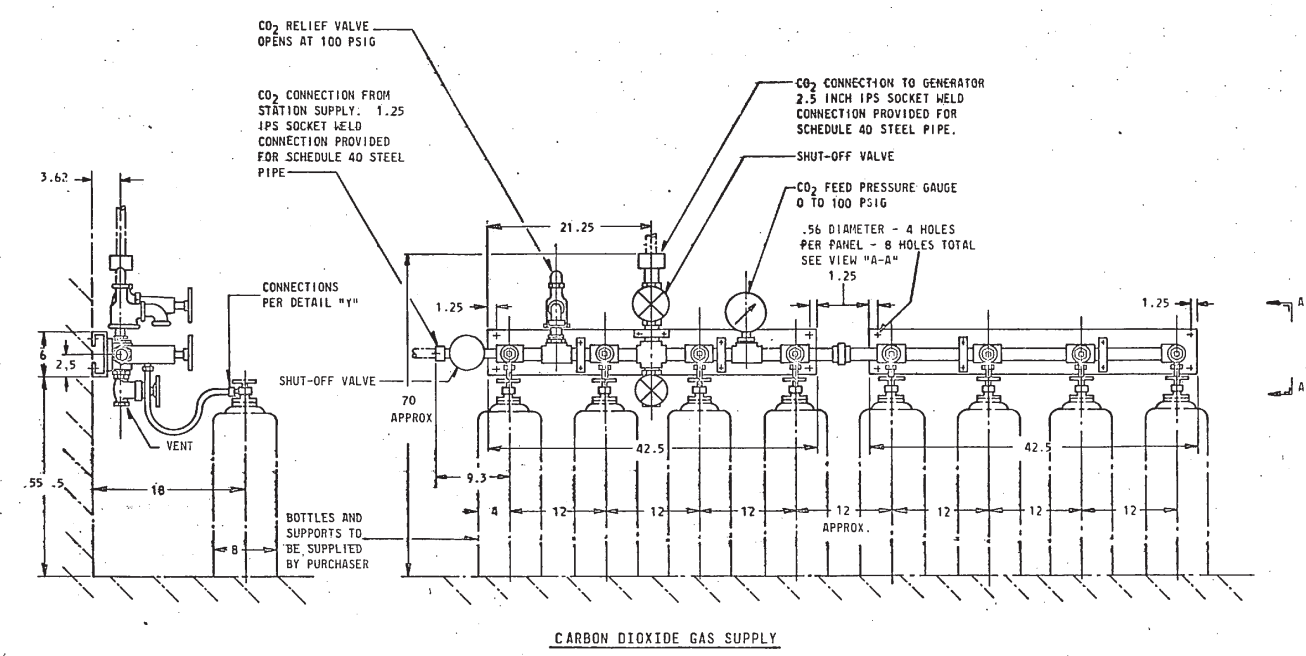 CO2 RELIEF VALVE
OPENS AT 100 PSIG
CO2 CONNECTION FROM
STATION SUPPLY. 1.25
IPS SOCKET WELD
CONNECTION PROVIDED
FOR SCHEDULE 40 STEEL
PIPE
CO2 CONNECTION TO GENERATOR
2.5 INCH IPS SOCKET WELD
CONNECTION PROVIDED FOR
SCHEDULE 40 STEEL PIPE.
SHUT-OFF VALVE
CO2 FEED PRESSURE GAUGE
0 TO 100 PSIG
.56 DIAMETER - 4 HOLES
PER PANEL - 8 HOLES TOTAL
SEE VIEW "A-A"
1.25
3.62
21.25
CONNECTIONS
PER DETAIL "Y"
1.25
1.25
A
6
2.5
SHUT-OFF VALVE
A
70
APPROX
VENT
42.5
42.5
9.3
.55 .5
18
4
12
12
12
12
APPROX.
12
12
12
BOTTLES AND
SUPPORTS TO
BE SUPPLIED
BY PURCHASER
8
CARBON DIOXIDE GAS SUPPLY